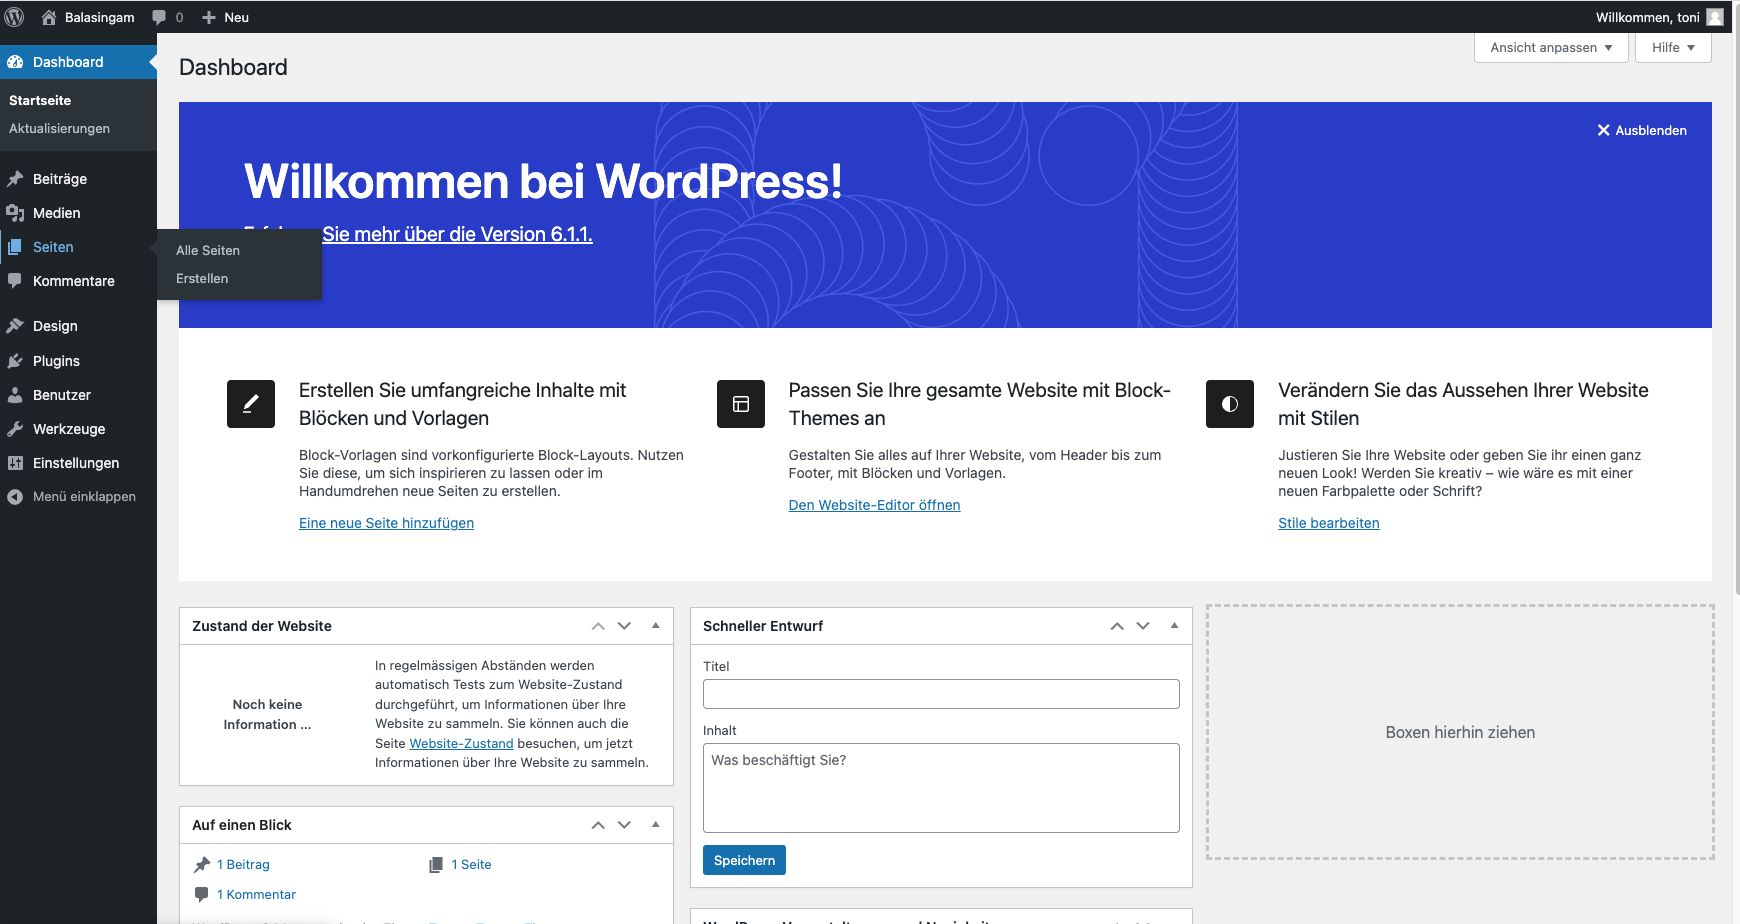 Balasingam 0 Neu Willkommen, toni
Dashboard
Startseite
Aktualisierungen
Beiträge
Medien
Seiten
Kommentare
Design
Plugins
Benutzer
Werkzeuge
Einstellungen
Menü einklappen
Alle Seiten
Erstellen
Ansicht anpassen Hilfe
Dashboard
Ausblenden
Willkommen bei WordPress!
Sie mehr über die Version 6.1.1.
Erstellen Sie umfangreiche Inhalte mit
Blöcken und Vorlagen
Block-Vorlagen sind vorkonfigurierte Block-Layouts. Nutzen
Sie diese, um sich inspirieren zu lassen oder im
Handumdrehen neue Seiten zu erstellen.
Eine neue Seite hinzufügen
Passen Sie Ihre gesamte Website mit Block-
Themes an
Gestalten Sie alles auf Ihrer Website, vom Header bis zum
Footer, mit Blöcken und Vorlagen.
Den Website-Editor öffnen
Verändern Sie das Aussehen Ihrer Website
mit Stilen
Justieren Sie Ihre Website oder geben Sie ihr einen ganz
neuen Look! Werden Sie kreativ – wie wäre es mit einer
neuen Farbpalette oder Schrift?
Stile bearbeiten
Zustand der Website
Noch keine
Information ...
In regelmässigen Abständen werden
automatisch Tests zum Website-Zustand
durchgeführt, um Informationen über Ihre
Website zu sammeln. Sie können auch die
Seite Website-Zustand besuchen, um jetzt
Informationen über Ihre Website zu sammeln.
Auf einen Blick
1 Beitrag 1 Seite
1 Kommentar
Schneller Entwurf
Titel
Inhalt
Was beschäftigt Sie?
Speichern
Boxen hierhin ziehen